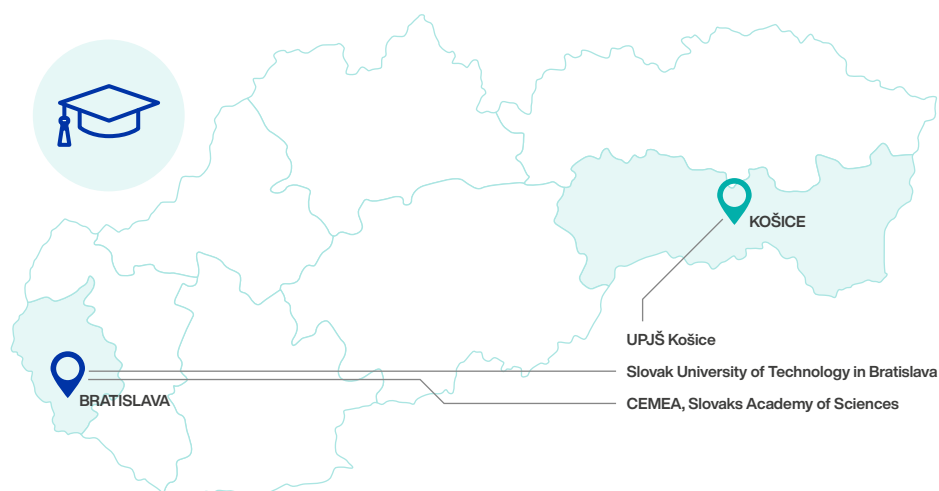 KOŠICE
UPJŠ Košice
Slovak University of Technology in Bratislava
BRATISLAVA
CEMEA, Slovaks Academy of Sciences